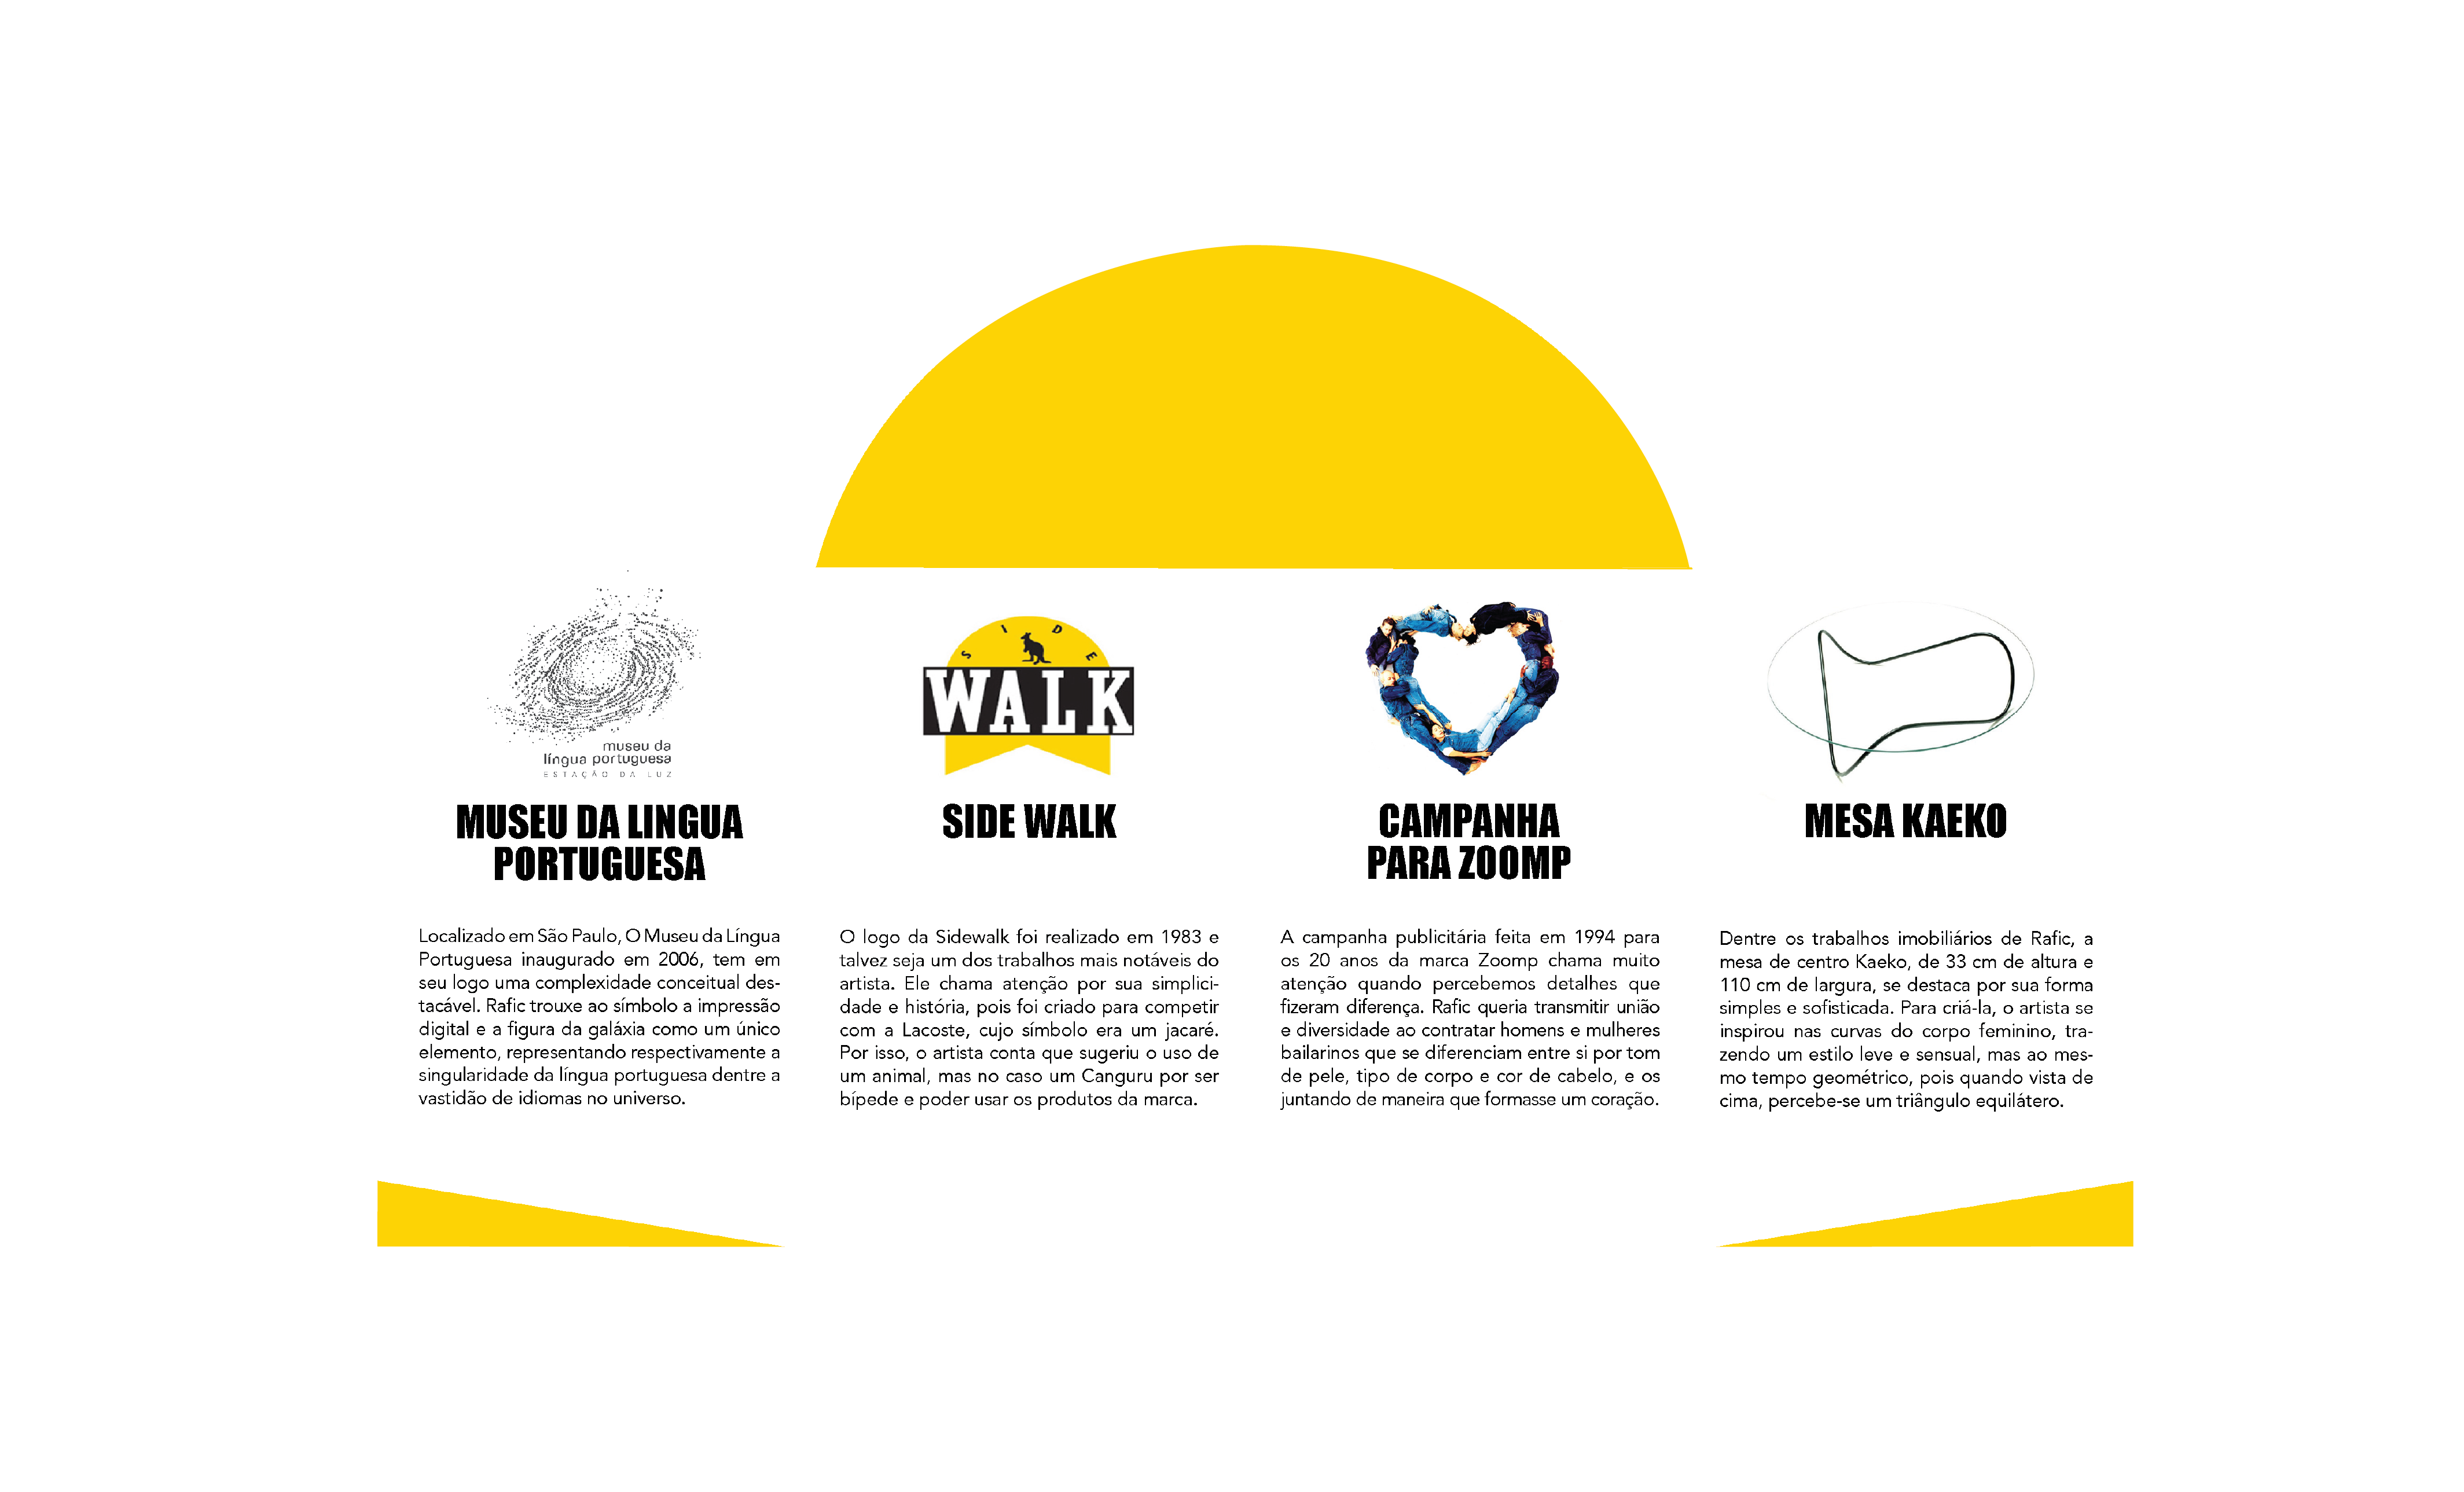 museu da
língua portuguesa
ESTAÇÃO DA LUZ
MUSEU DA LINGUA
PORTUGUESA
Localizado em São Paulo, O Museu da Língua
Portuguesa inaugurado em 2006, tem em
seu logo uma complexidade conceitual des-
tacável. Rafic trouxe ao símbolo a impressão
digital e a figura da galáxia como um único
elemento, representando respectivamente a
singularidade da língua portuguesa dentre a
vastidão de idiomas no universo.
SIDE
WALK
SIDE WALK
O logo da Sidewalk foi realizado em 1983 e
talvez seja um dos trabalhos mais notáveis do
artista. Ele chama atenção por sua simplici-
dade e história, pois foi criado para competir
com a Lacoste, cujo símbolo era um jacaré.
Por isso, o artista conta que sugeriu o uso de
um animal, mas no caso um Canguru por ser
bípede e poder usar os produtos da marca.
CAMPANHA
PARA ZOOMP
A campanha publicitária feita em 1994 para
os 20 anos da marca Zoomp chama muito
atenção quando percebemos detalhes que
fizeram diferença. Rafic queria transmitir união
e diversidade ao contratar homens e mulheres
bailarinos que se diferenciam entre si por tom
de pele, tipo de corpo e cor de cabelo, e os
juntando de maneira que formasse um coração.
MESA KAEKO
Dentre os trabalhos imobiliários de Rafic, a
mesa de centro Kaeko, de 33 cm de altura e
110 cm de largura, se destaca por sua forma
simples e sofisticada. Para criá-la, o artista se
inspirou nas curvas do corpo feminino, tra-
zendo um estilo leve e sensual, mas ao mes-
mo tempo geométrico, pois quando vista de
cima, percebe-se um triângulo equilátero.